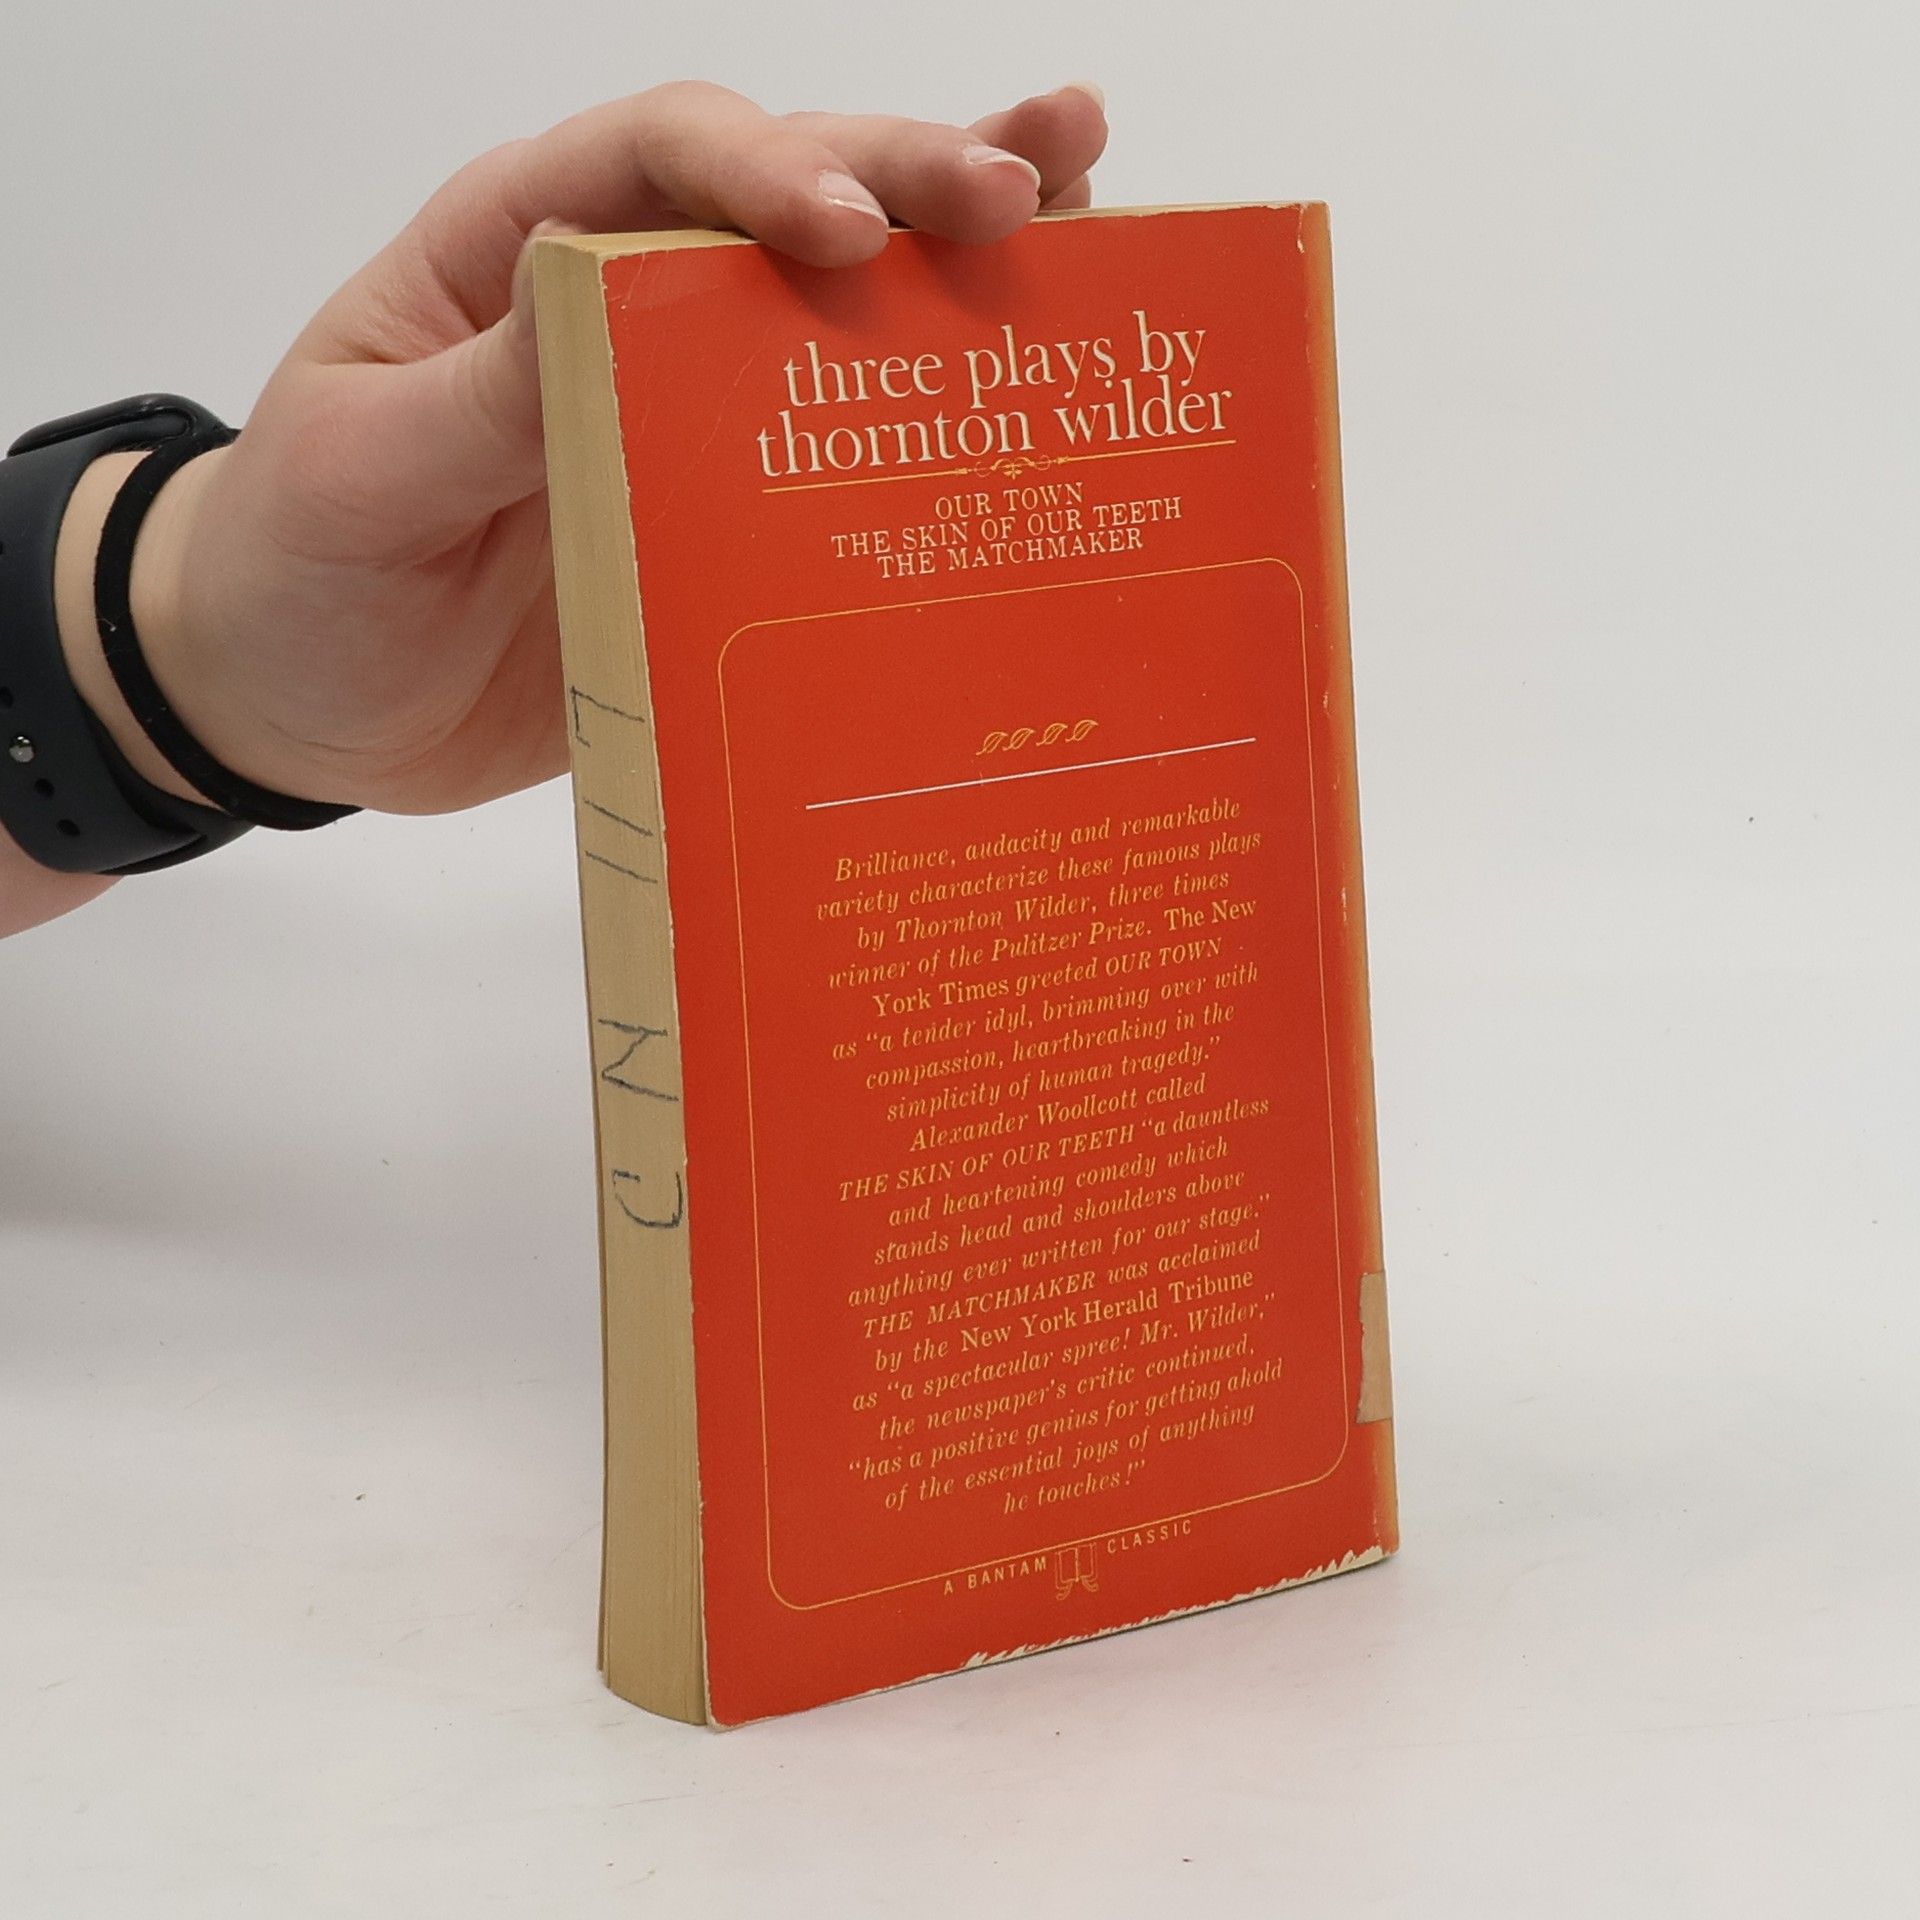 three plays by
thornton wilder
OUR TOWN
THE SKIN OF OUR TEETH
THE MATCHMAKER
Brilliance, audacity and remarkable
variety characterize these famous plays
by Thornton Wilder, three times
winner of the Pulitzer Prize. The New
York Times greeted OUR TOWN
as "a tender idyl, brimming over with
compassion, heartbreaking in the
simplicity of human tragedy."
Alexander Woollcott called
THE SKIN OF OUR TEETH "a dauntless
and heartening comedy which
stands head and shoulders above
anything ever written for our stage."
THE MATCHMAKER was acclaimed
by the New York Herald Tribune
as "a spectacular spree! Mr. Wilder,"
the newspaper's critic continued,
"has a positive genius for getting ahold
of the essential joys of anything
he touches!"
A BANTAM CLASSIC